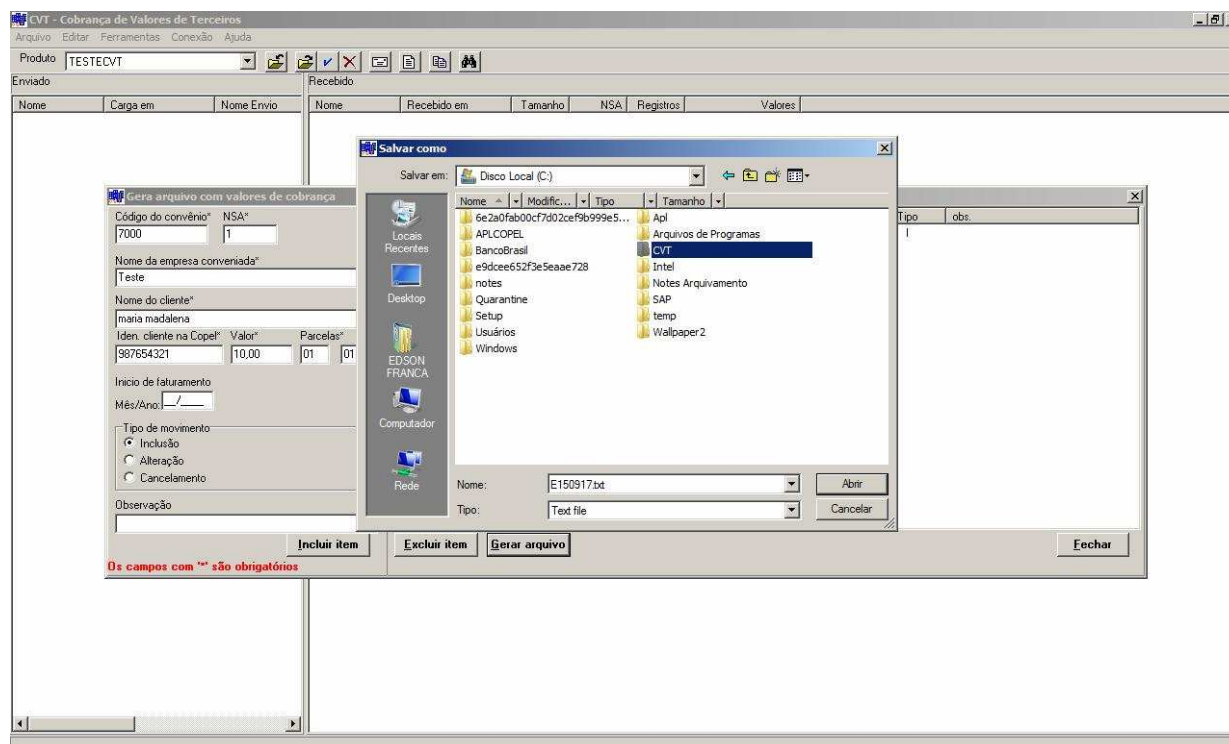 CVT - Cobrança de Valores de Terceiros
Arquivo Editar Ferramentas Conexão Ajuda
Produto TESTECVT
Enviado Recebido
Nome Carga em Nome Envio Nome Recebido em Tamanho NSA Registros Valores
Salvar como
Salvar em: Disco Local (C:)
Nome Modific... Tipo Tamanho
6e2a0fab00cf7d02cef9b999e5...
APLCOPEL
BancoBrasil
e9dcee652f3e5eaae728
notes
Quarantine
Setup
Usuários
Windows
Apl
Arquivos de Programas
CVT
Intel
Notes Arquivamento
SAP
temp
Wallpaper2
Locais Recentes
Desktop
EDSON FRANCA
Computador
Rede
Nome: E150917.txt Abrir
Tipo: Text file Cancelar
Gera arquivo com valores de cobrança
Código do convênio* NSA*
7000 1
Nome da empresa conveniada*
Teste
Nome do cliente*
maria madalena
Iden. cliente na Copel* Valor* Parcelas*
987654321 10,00 01 01
Inicio de faturamento
Mês/Ano: __/____
Tipo de movimento
Inclusão
Alteração
Cancelamento
Observação
Incluir item Excluir item Gerar arquivo Fechar
Os campos com '*' são obrigatórios
Tipo obs.
I